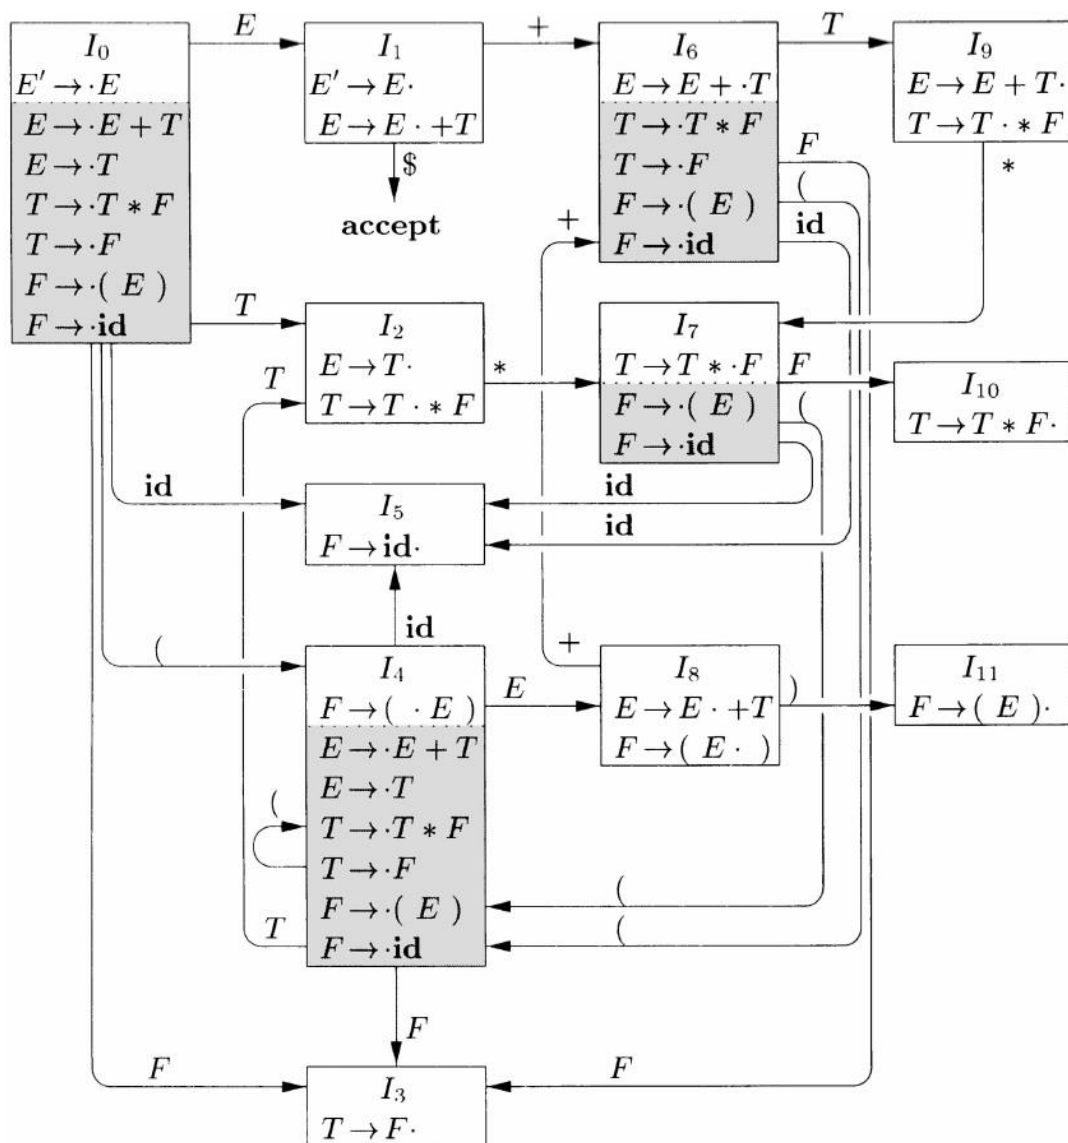 I₀
E′ → ·E
E → ·E + T
E → ·T
T → ·T * F
T → ·F
F → ·( E )
F → ·id
E
I₁
E′ → E·
E → E · +T
$
accept
+
I₆
E → E + ·T
T → ·T * F
T → ·F
F → ·( E )
F → ·id
T
I₉
E → E + T·
T → T · * F
*
F
(
id
+
T
I₂
E → T·
T → T · * F
T
*
I₇
T → T * ·F
F → ·( E )
F → ·id
F
(
I₁₀
T → T * F·
id
I₅
F → id·
id
id
id
(
I₄
F → ( · E )
E → ·E + T
E → ·T
T → ·T * F
T → ·F
F → ·( E )
F → ·id
(
T
E
+
I₈
E → E · +T
F → ( E · )
)
I₁₁
F → ( E )·
(
(
F
F
I₃
T → F·
F